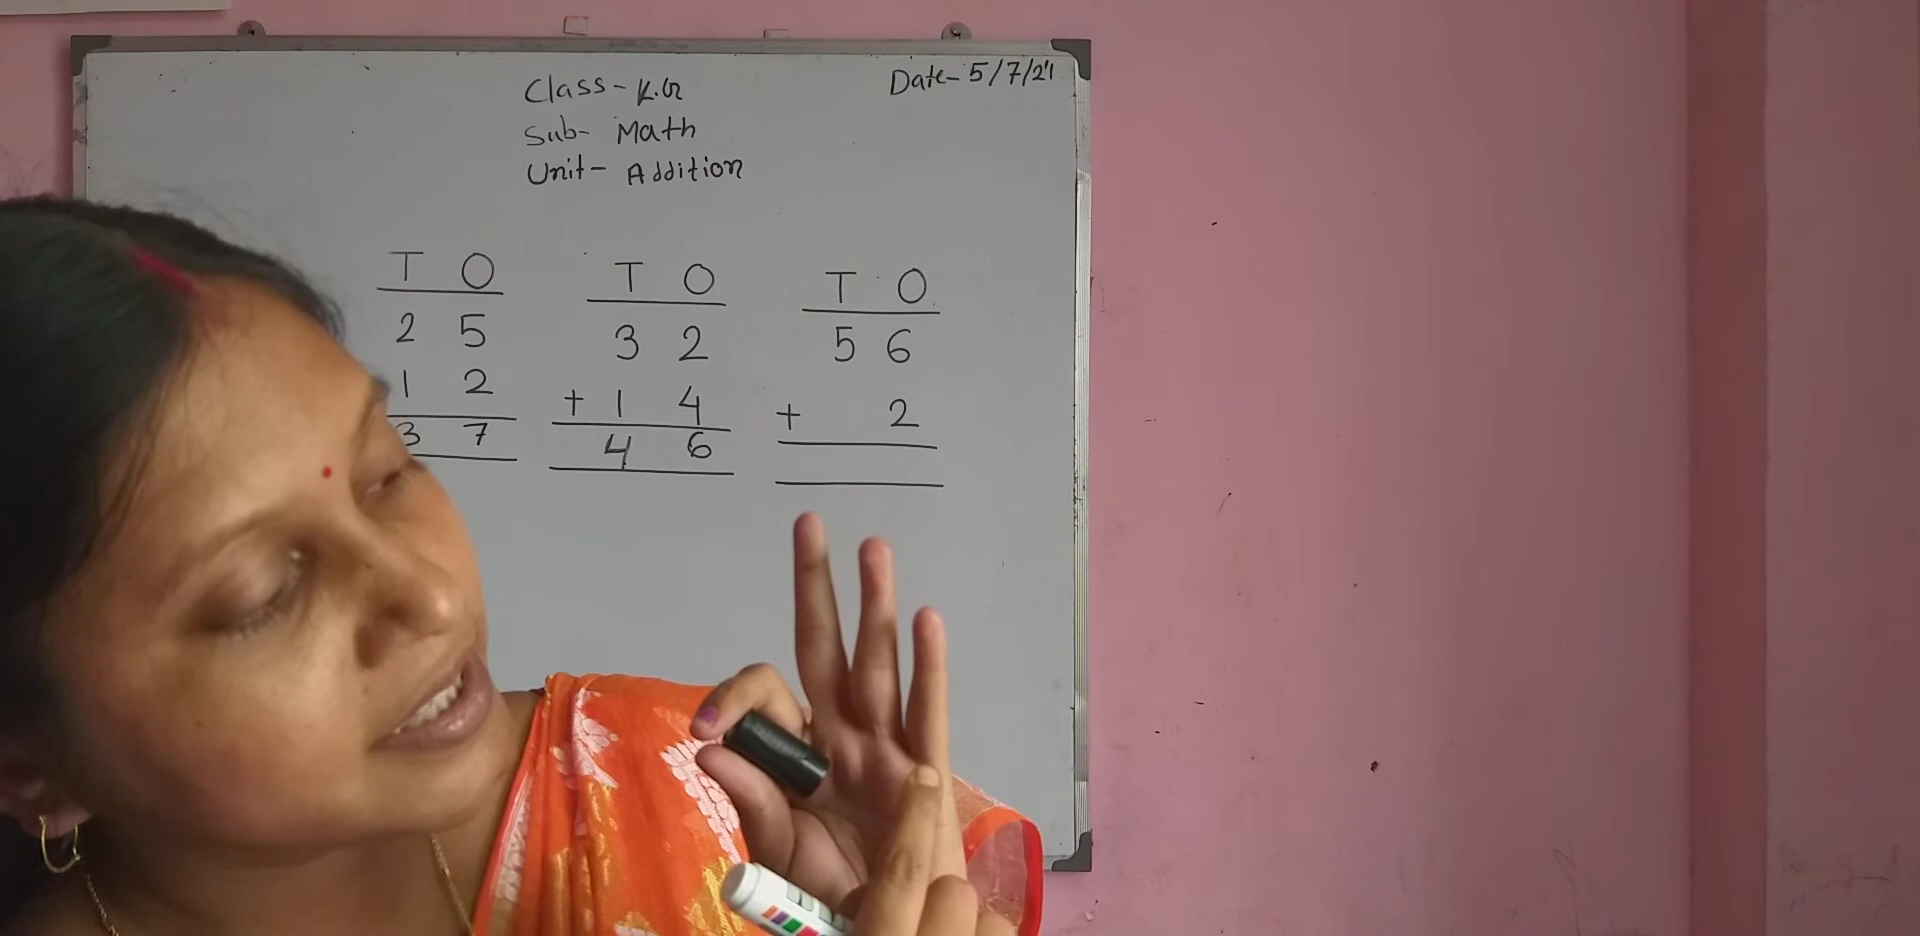 Class- K.G
Date- 5/7/21
Sub- Math
Unit- Addition
T O
2 5
1 2
3 7
T O
3 2
+ 1 4
4 6
T O
5 6
+ 2